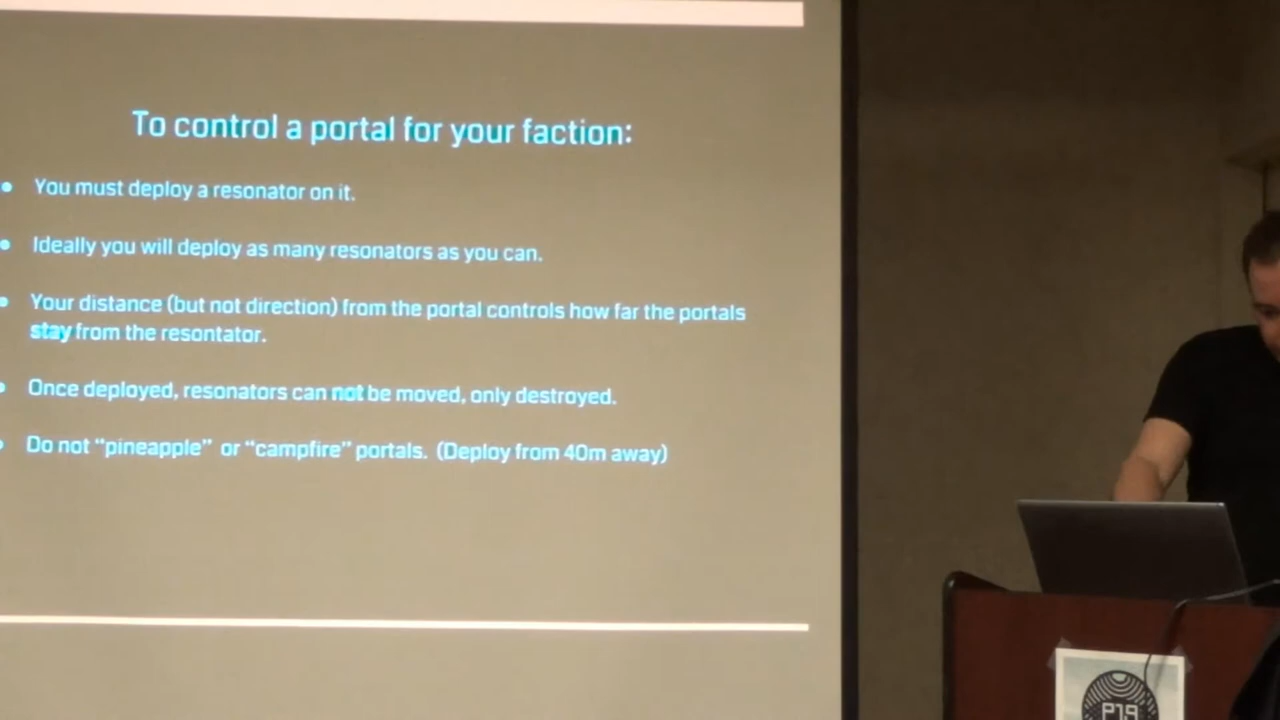 To control a portal for your faction:
• You must deploy a resonator on it.
• Ideally you will deploy as many resonators as you can.
• Your distance (but not direction) from the portal controls how far the portals
stay from the resontator.
• Once deployed, resonators can not be moved, only destroyed.
• Do not “pineapple” or “campfire” portals. (Deploy from 40m away)
P19